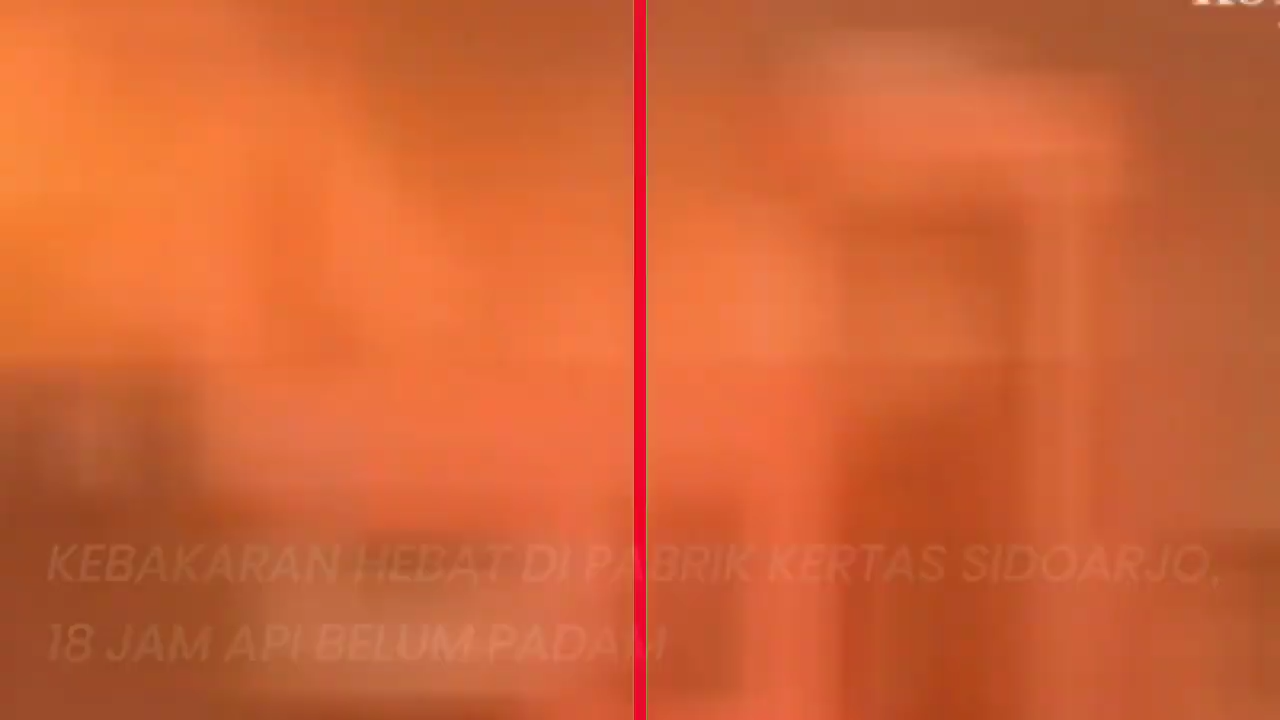 KEBAKARAN HEBAT DI PABRIK KERTAS SIDOARJO,
18 JAM API BELUM PADAM